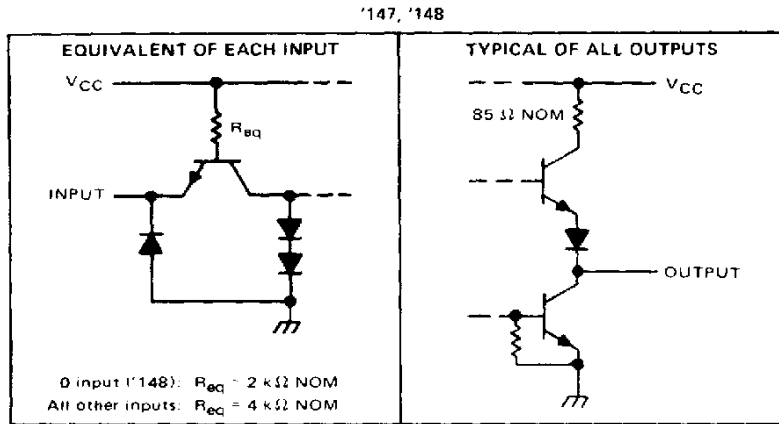 '147, '148
EQUIVALENT OF EACH INPUT
VCC
Req
INPUT
0 input ('148): Req = 2 kΩ NOM
All other inputs: Req = 4 kΩ NOM
TYPICAL OF ALL OUTPUTS
VCC
85 Ω NOM
OUTPUT